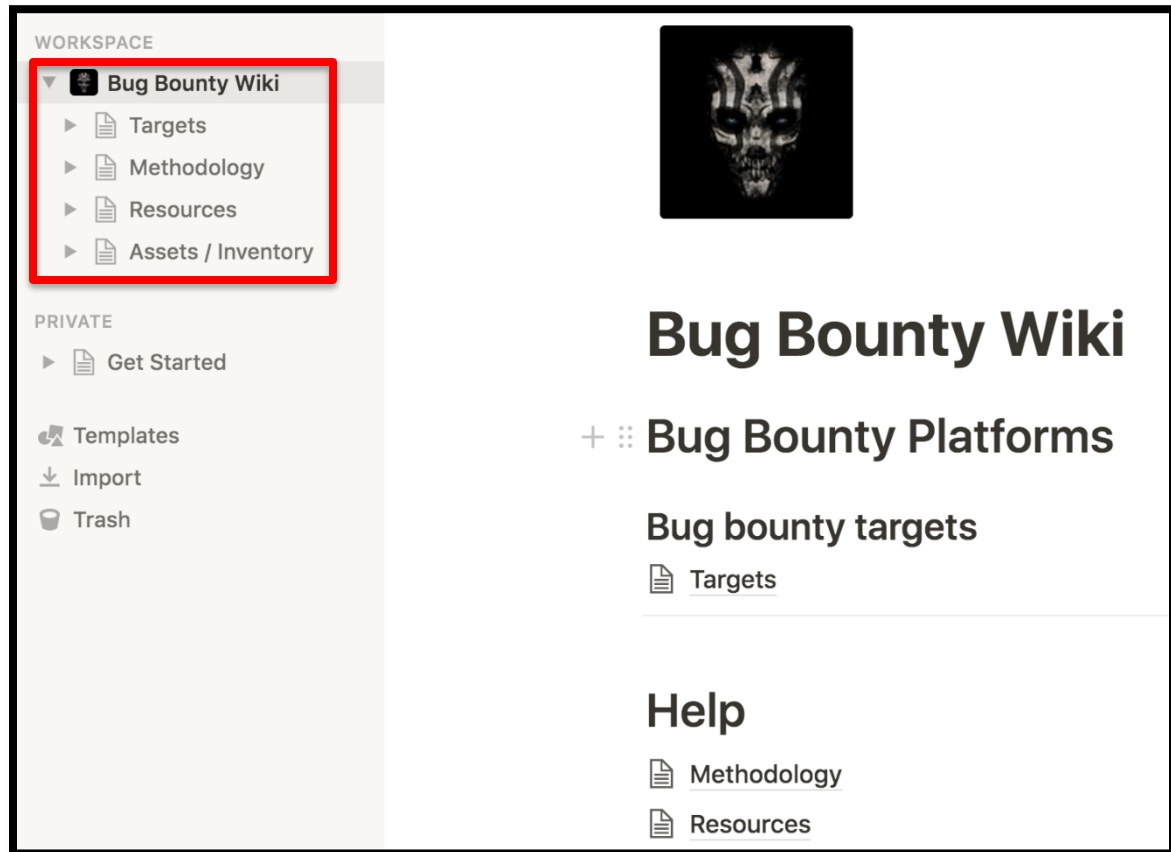 WORKSPACE
Bug Bounty Wiki
Targets
Methodology
Resources
Assets / Inventory
PRIVATE
Get Started
Templates
Import
Trash
Bug Bounty Wiki
Bug Bounty Platforms
Bug bounty targets
Targets
Help
Methodology
Resources